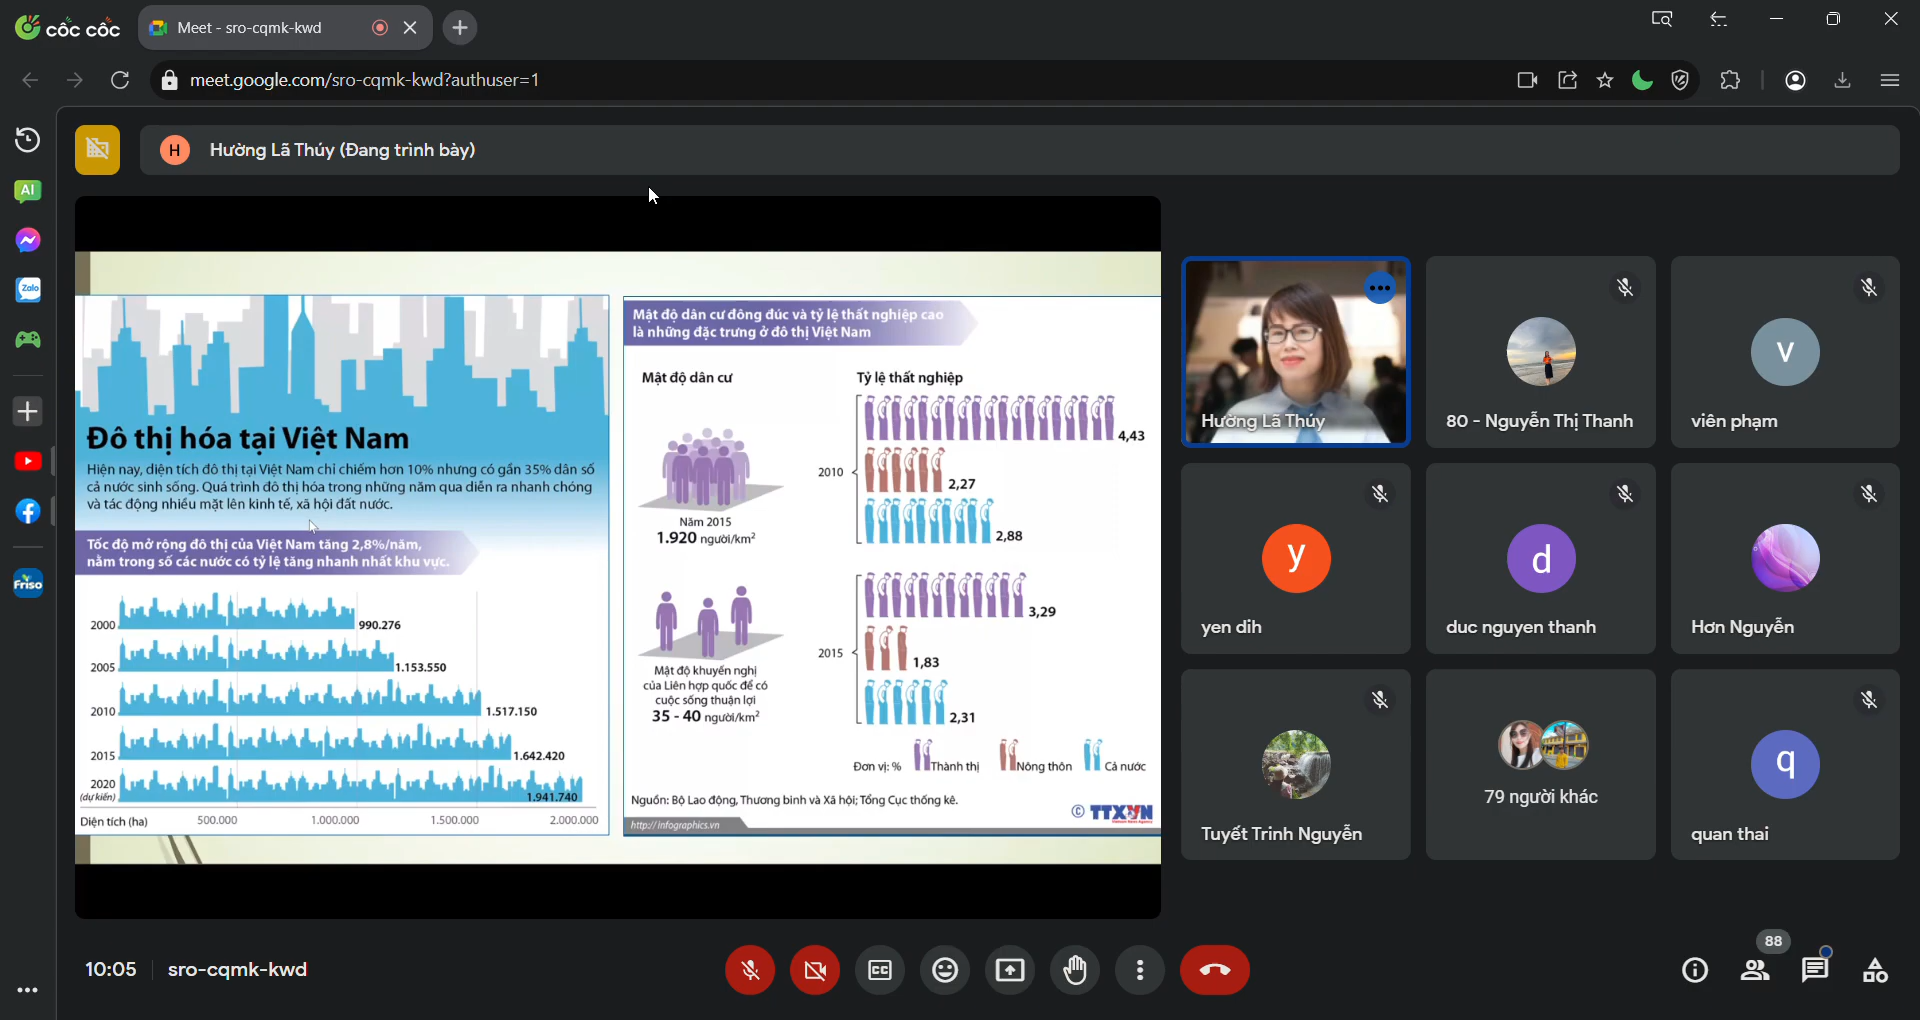 cốc cốc
Meet - sro-cqmk-kwd
meet.google.com/sro-cqmk-kwd?authuser=1
AI
Zalo
Friso
H
Hường Lã Thúy (Đang trình bày)
Đô thị hóa tại Việt Nam
Hiện nay, diện tích đô thị tại Việt Nam chỉ chiếm hơn 10% nhưng có gần 35% dân số
cả nước sinh sống. Quá trình đô thị hóa trong những năm qua diễn ra nhanh chóng
và tác động nhiều mặt lên kinh tế, xã hội đất nước.
Tốc độ mở rộng đô thị của Việt Nam tăng 2,8%/năm,
nằm trong số các nước có tỷ lệ tăng nhanh nhất khu vực.
2000
990.276
2005
1.153.550
2010
1.517.150
2015
1.642.420
2020
(dự kiến)
1.941.740
Diện tích (ha)
500.000
1.000.000
1.500.000
2.000.000
Mật độ dân cư đông đúc và tỷ lệ thất nghiệp cao
là những đặc trưng ở đô thị Việt Nam
Mật độ dân cư
Năm 2015
1.920 người/km²
Mật độ khuyến nghị
của Liên hợp quốc để có
cuộc sống thuận lợi
35 - 40 người/km²
Tỷ lệ thất nghiệp
4,43
2010
2,27
2,88
3,29
2015
1,83
2,31
Đơn vị: %
Thành thị
Nông thôn
Cả nước
Nguồn: Bộ Lao động, Thương binh và Xã hội; Tổng Cục thống kê.
© TTXVN
Vietnam News Agency
http://infographics.vn
Hường Lã Thúy
80 - Nguyễn Thị Thanh
v
viên phạm
y
yen dih
d
duc nguyen thanh
Hơn Nguyễn
Tuyết Trinh Nguyễn
79 người khác
q
quan thai
10:05
sro-cqmk-kwd
CC
88